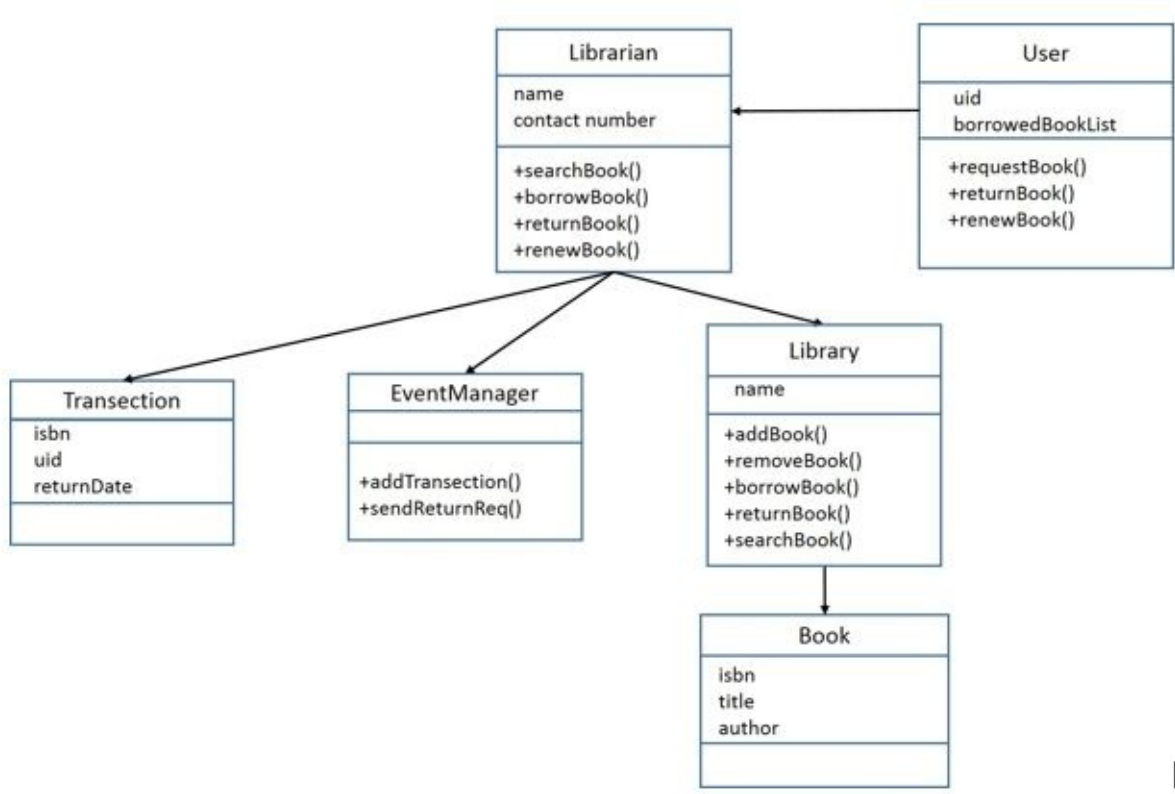 Librarian
name
contact number
+searchBook()
+borrowBook()
+returnBook()
+renewBook()
User
uid
borrowedBookList
+requestBook()
+returnBook()
+renewBook()
Transection
isbn
uid
returnDate
EventManager
+addTransection()
+sendReturnReq()
Library
name
+addBook()
+removeBook()
+borrowBook()
+returnBook()
+searchBook()
Book
isbn
title
author